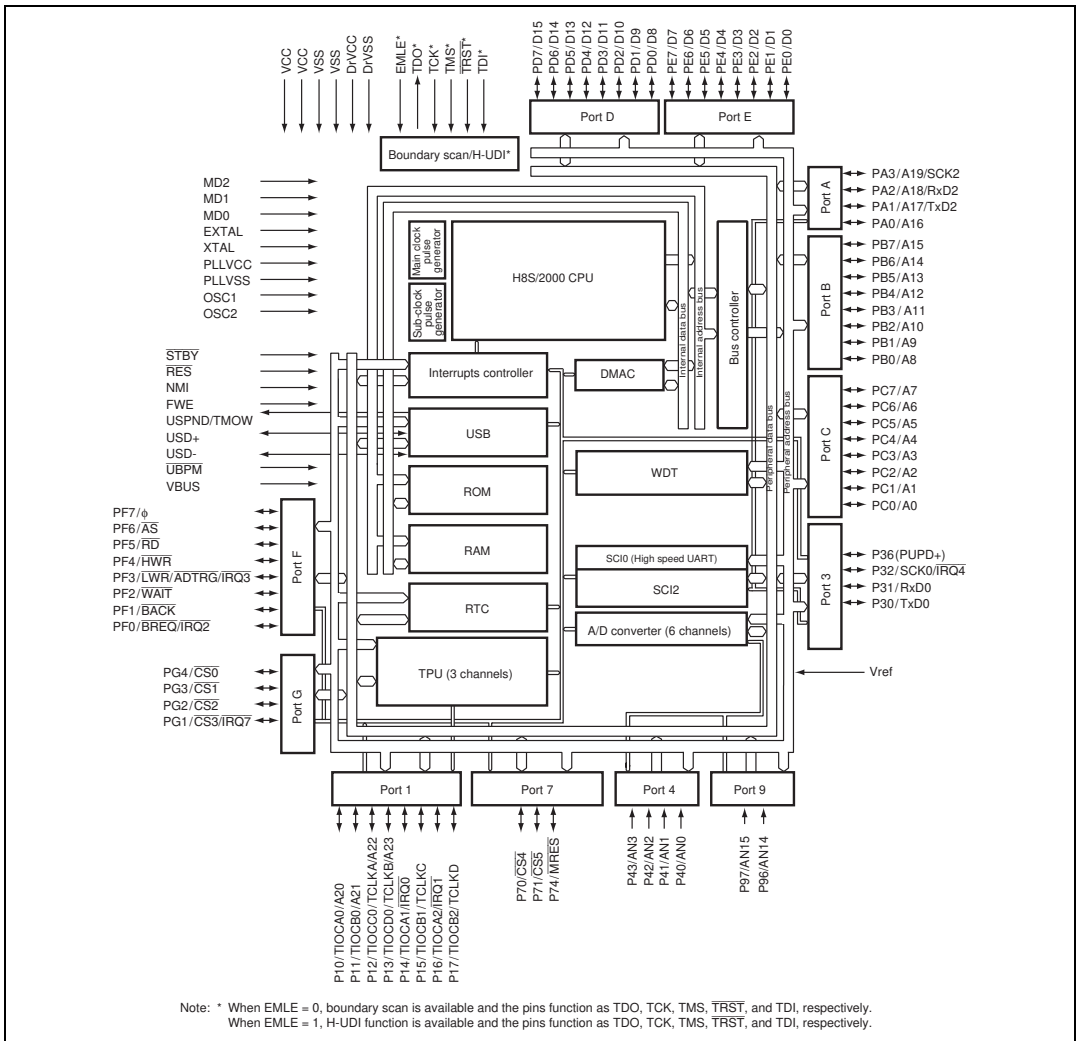 VCC
VCC
VSS
VSS
DrVCC
DrVSS
EMLE*
TDO*
TCK*
TMS*
TRST*
TDI*
PD7/D15
PD6/D14
PD5/D13
PD4/D12
PD3/D11
PD2/D10
PD1/D9
PD0/D8
PE7/D7
PE6/D6
PE5/D5
PE4/D4
PE3/D3
PE2/D2
PE1/D1
PE0/D0
Port D
Port E
Boundary scan/H-UDI*
MD2
MD1
MD0
EXTAL
XTAL
PLLVCC
PLLVSS
OSC1
OSC2
STBY
RES
NMI
FWE
USPND/TMOW
USD+
USD-
UBPM
VBUS
PF7/ϕ
PF6/AS
PF5/RD
PF4/HWR
PF3/LWR/ADTRG/IRQ3
PF2/WAIT
PF1/BACK
PF0/BREQ/IRQ2
Port F
PG4/CS0
PG3/CS1
PG2/CS2
PG1/CS3/IRQ7
Port G
Main clock
pulse
generator
Sub-clock
pulse
generator
H8S/2000 CPU
Interrupts controller
DMAC
USB
ROM
RAM
RTC
TPU (3 channels)
WDT
SCI0 (High speed UART)
SCI2
A/D converter (6 channels)
Internal data bus
Internal address bus
Bus controller
Peripheral data bus
Peripheral address bus
Port A
PA3/A19/SCK2
PA2/A18/RxD2
PA1/A17/TxD2
PA0/A16
Port B
PB7/A15
PB6/A14
PB5/A13
PB4/A12
PB3/A11
PB2/A10
PB1/A9
PB0/A8
Port C
PC7/A7
PC6/A6
PC5/A5
PC4/A4
PC3/A3
PC2/A2
PC1/A1
PC0/A0
Port 3
P36 (PUPD+)
P32/SCK0/IRQ4
P31/RxD0
P30/TxD0
Vref
Port 1
Port 7
Port 4
Port 9
P10/TIOCA0/A20
P11/TIOCB0/A21
P12/TIOCC0/TCLKA/A22
P13/TIOCD0/TCLKB/A23
P14/TIOCA1/IRQ0
P15/TIOCB1/TCLKC
P16/TIOCA2/IRQ1
P17/TIOCB2/TCLKD
P70/CS4
P71/CS5
P74/MRES
P43/AN3
P42/AN2
P41/AN1
P40/AN0
P97/AN15
P96/AN14
Note: * When EMLE = 0, boundary scan is available and the pins function as TDO, TCK, TMS, TRST, and TDI, respectively.
When EMLE = 1, H-UDI function is available and the pins function as TDO, TCK, TMS, TRST, and TDI, respectively.